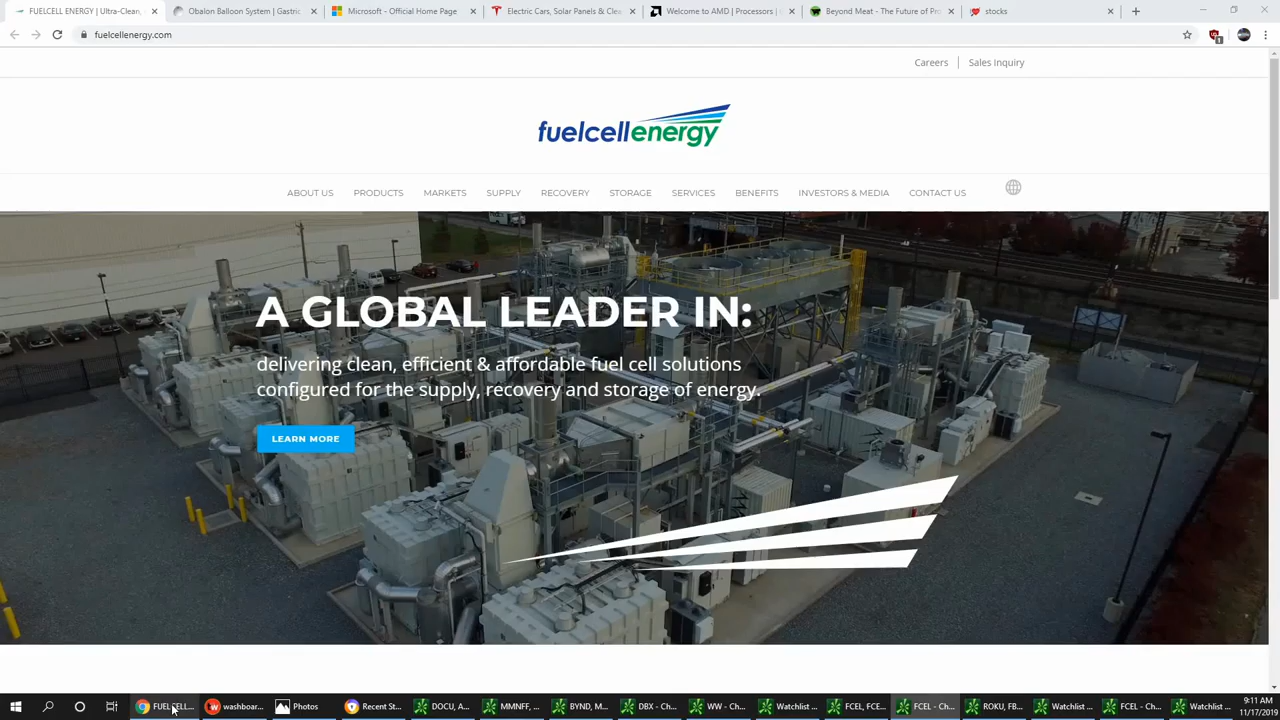 FUELCELL ENERGY | Ultra-Clean,
Obalon Balloon System | Gastric
Microsoft - Official Home Page
Electric Cars, Solar Panels & Cle
Welcome to AMD | Processors |
Beyond Meat - The Future of Pro
stocks
fuelcellenergy.com
1
Careers
Sales inquiry
fuelcellenergy
ABOUT US
PRODUCTS
MARKETS
SUPPLY
RECOVERY
STORAGE
SERVICES
BENEFITS
INVESTORS & MEDIA
CONTACT US
A GLOBAL LEADER IN:
delivering clean, efficient & affordable fuel cell solutions
configured for the supply, recovery and storage of energy.
LEARN MORE
FUELCELL...
washboar...
Photos
Recent St...
DOCU, A...
MMNFF, ...
BYND, M...
DBX - Ch...
WW - Ch...
Watchlist ...
FCEL, FCE...
FCEL - Ch...
ROKU, FB...
Watchlist ...
FCEL - Ch...
Watchlist ...
9:11 AM
11/17/2019